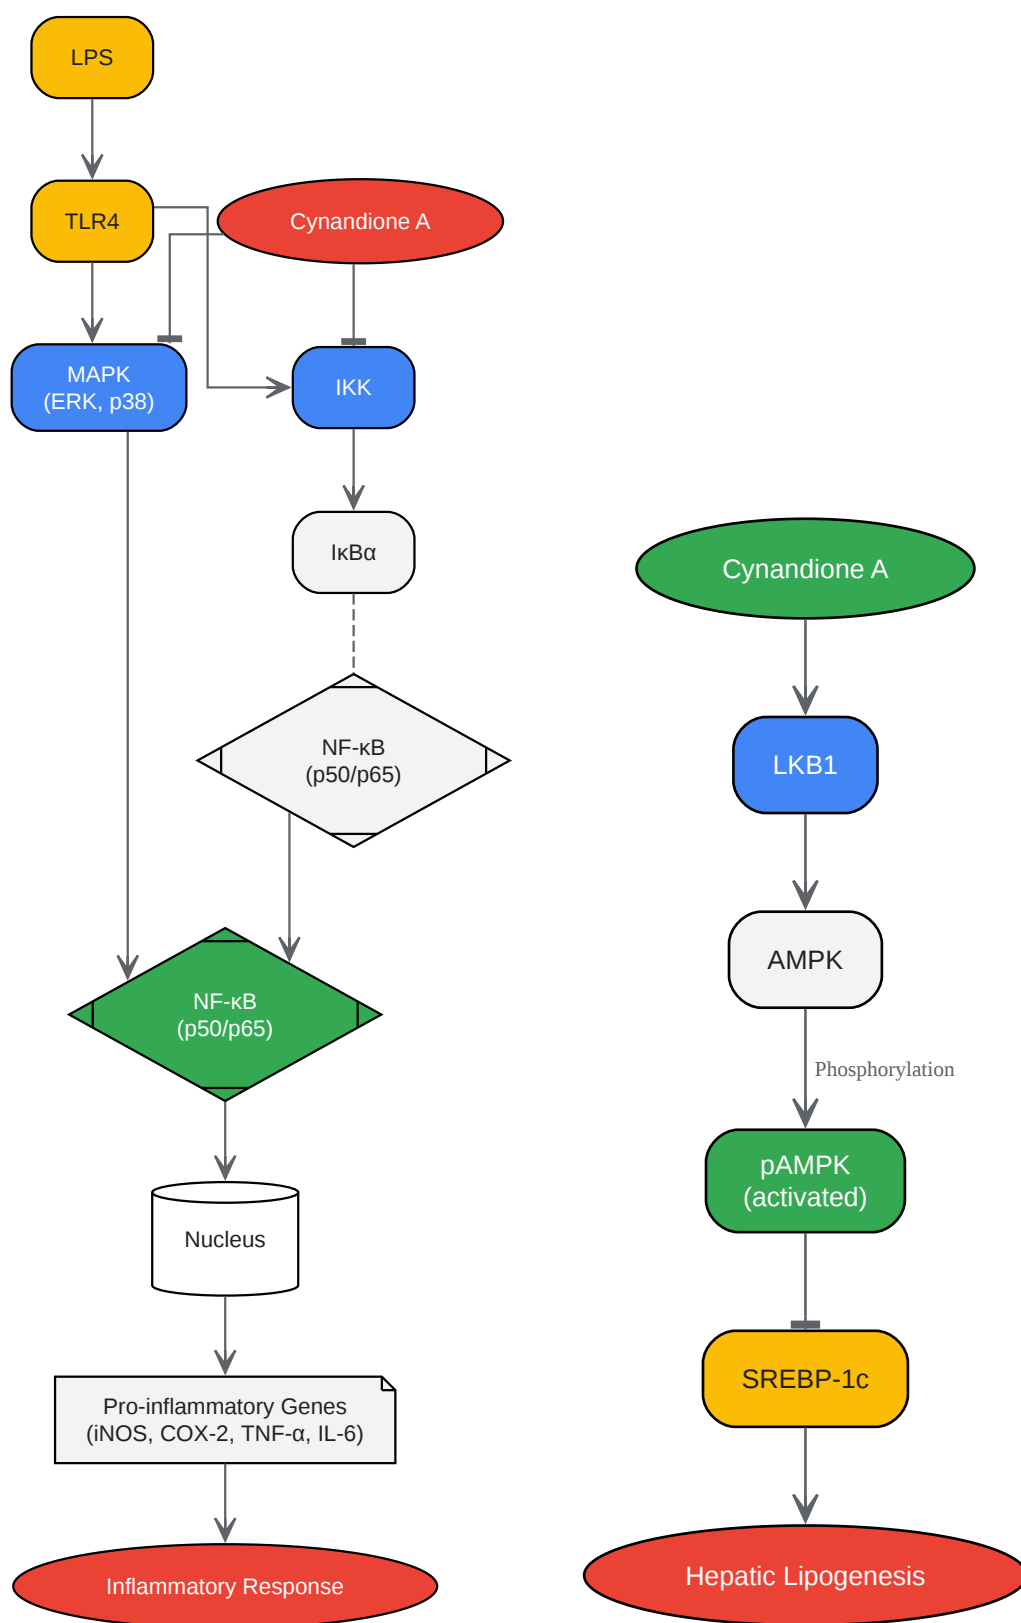 LPS
TLR4
Cynandione A
MAPK
(ERK, p38)
IKK
IκBα
NF-κB
(p50/p65)
NF-κB
(p50/p65)
Nucleus
Pro-inflammatory Genes
(iNOS, COX-2, TNF-α, IL-6)
Inflammatory Response
Cynandione A
LKB1
AMPK
Phosphorylation
pAMPK
(activated)
SREBP-1c
Hepatic Lipogenesis